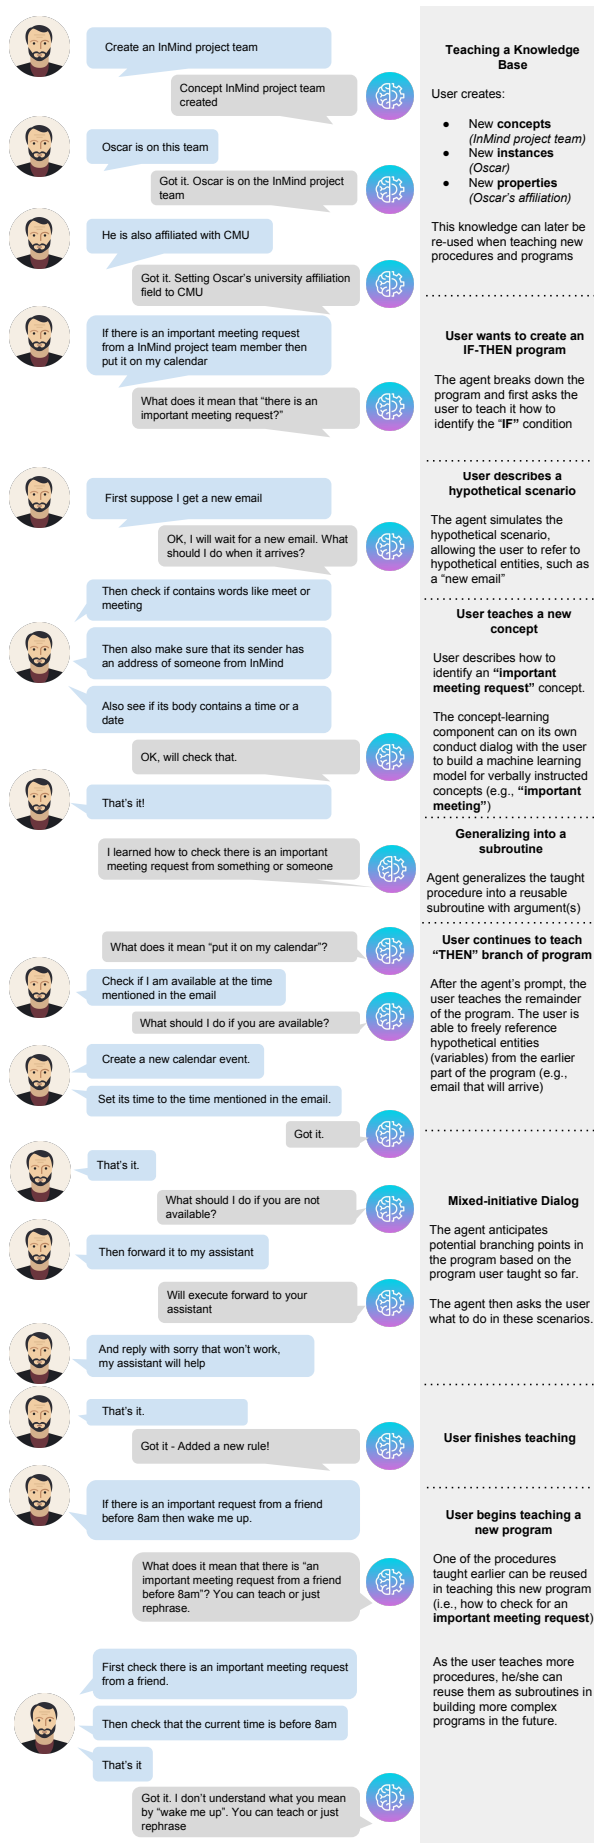 Create an InMind project team
Concept InMind project team
created
Oscar is on this team
Got it. Oscar is on the InMind project
team
He is also affiliated with CMU
Got it. Setting Oscar's university affiliation
field to CMU
Teaching a Knowledge
Base
User creates:
● New concepts
(InMind project team)
● New instances
(Oscar)
● New properties
(Oscar's affiliation)
This knowledge can later be
re-used when teaching new
procedures and programs
If there is an important meeting request
from a InMind project team member then
put it on my calendar
What does it mean that “there is an
important meeting request?”
User wants to create an
IF-THEN program
The agent breaks down the
program and first asks the
user to teach it how to
identify the “IF” condition
First suppose I get a new email
OK, I will wait for a new email. What
should I do when it arrives?
User describes a
hypothetical scenario
The agent simulates the
hypothetical scenario,
allowing the user to refer to
hypothetical entities, such as
a “new email”
Then check if contains words like meet or
meeting
Then also make sure that its sender has
an address of someone from InMind
Also see if its body contains a time or a
date
OK, will check that.
That's it!
User teaches a new
concept
User describes how to
identify an “important
meeting request” concept.
The concept-learning
component can on its own
conduct dialog with the user
to build a machine learning
model for verbally instructed
concepts (e.g., “important
meeting”)
I learned how to check there is an important
meeting request from something or someone
Generalizing into a
subroutine
Agent generalizes the taught
procedure into a reusable
subroutine with argument(s)
What does it mean “put it on my calendar”?
Check if I am available at the time
mentioned in the email
What should I do if you are available?
Create a new calendar event.
Set its time to the time mentioned in the email.
Got it.
User continues to teach
“THEN” branch of program
After the agent's prompt, the
user teaches the remainder
of the program. The user is
able to freely reference
hypothetical entities
(variables) from the earlier
part of the program (e.g.,
email that will arrive)
That's it.
What should I do if you are not
available?
Then forward it to my assistant
Will execute forward to your
assistant
And reply with sorry that won't work,
my assistant will help
Mixed-initiative Dialog
The agent anticipates
potential branching points in
the program based on the
program user taught so far.
The agent then asks the user
what to do in these scenarios.
That's it.
Got it - Added a new rule!
User finishes teaching
If there is an important request from a friend
before 8am then wake me up.
What does it mean that there is “an
important meeting request from a friend
before 8am”? You can teach or just
rephrase.
First check there is an important meeting request
from a friend.
Then check that the current time is before 8am
That's it
Got it. I don't understand what you mean
by “wake me up”. You can teach or just
rephrase
User begins teaching a
new program
One of the procedures
taught earlier can be reused
in teaching this new program
(i.e., how to check for an
important meeting request)
As the user teaches more
procedures, he/she can
reuse them as subroutines in
building more complex
programs in the future.